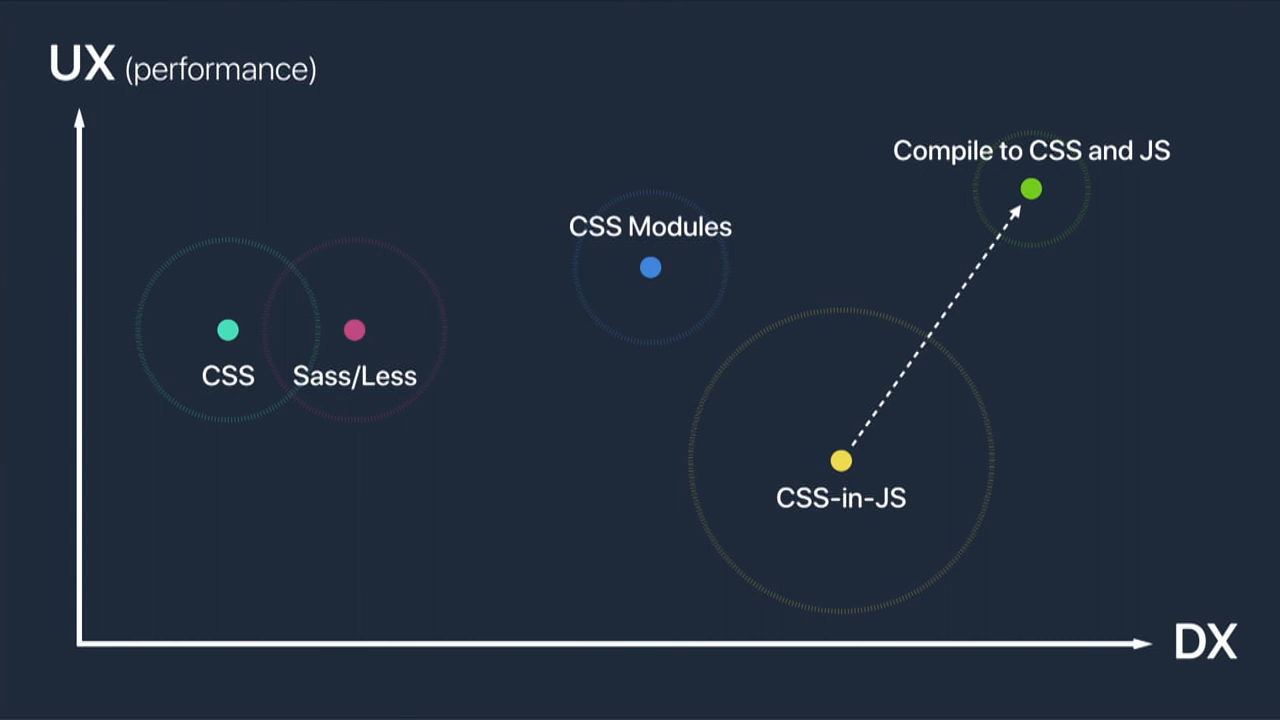 UX (performance)
Compile to CSS and JS
CSS Modules
CSS
Sass/Less
CSS-in-JS
DX